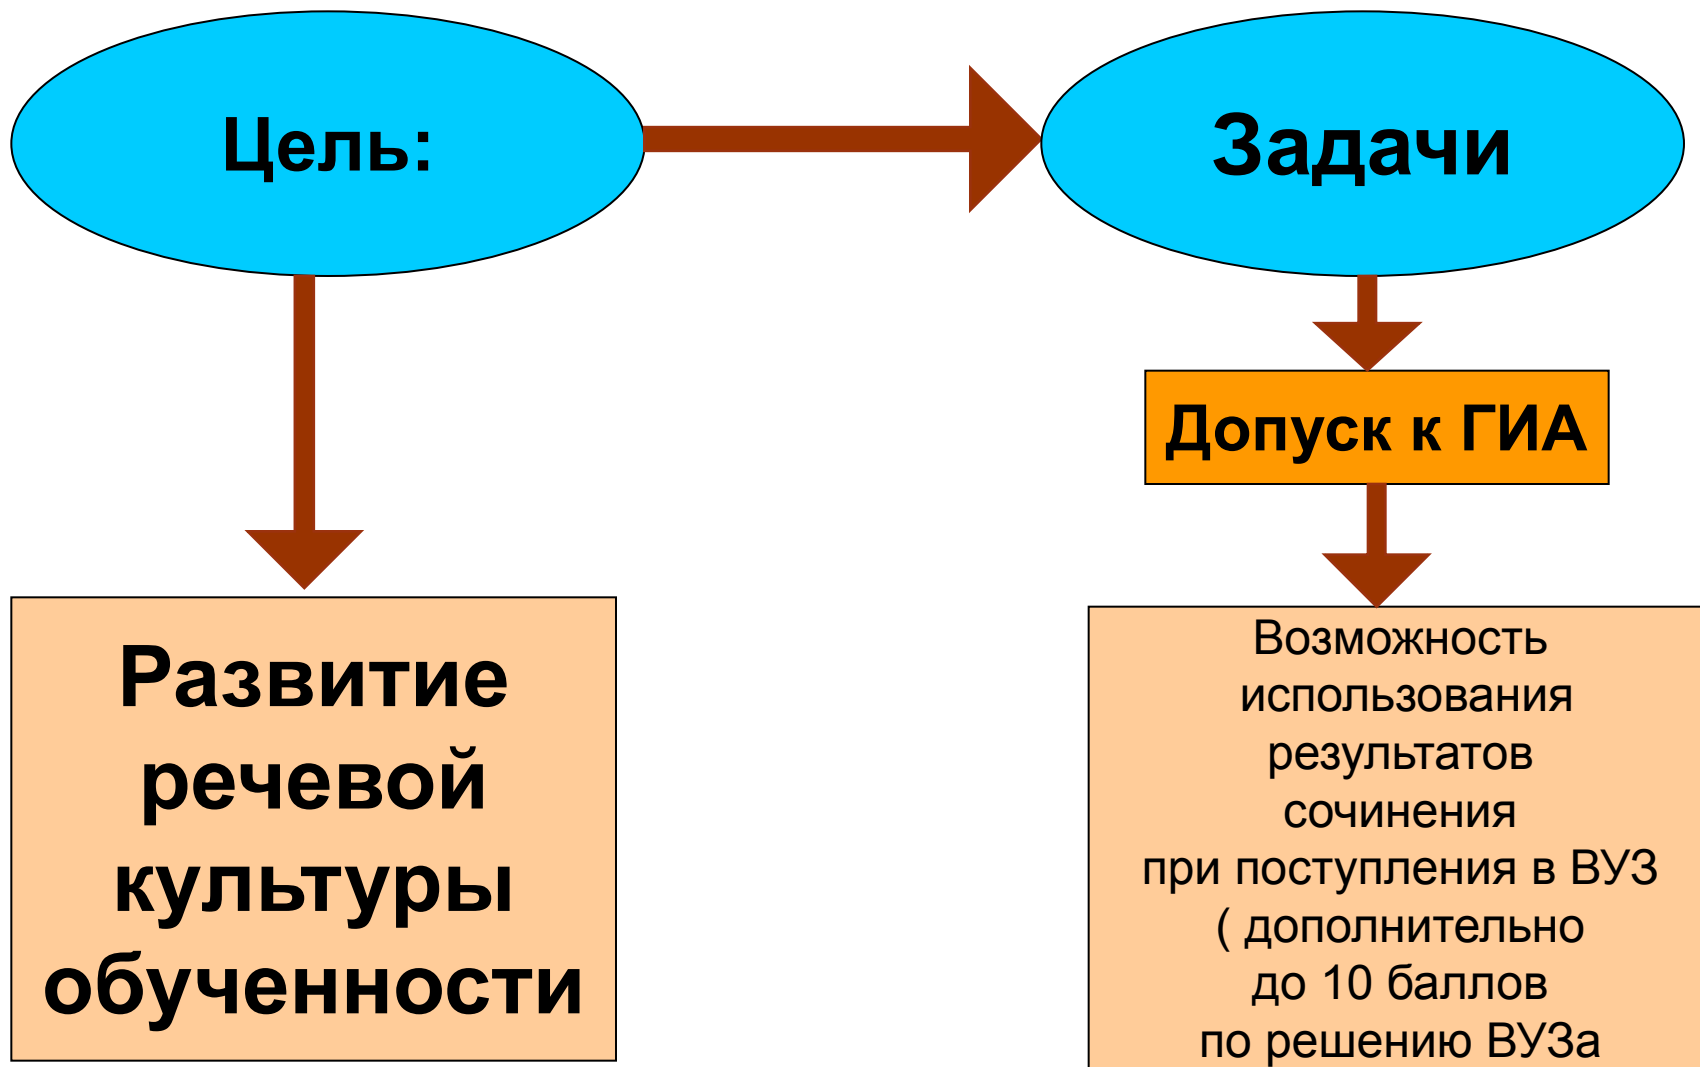 Цель:
Задачи
Допуск к ГИА
Развитие
речевой
культуры
обученности
Возможность
использования
результатов
сочинения
при поступления в ВУЗ
( дополнительно
до 10 баллов
по решению ВУЗа